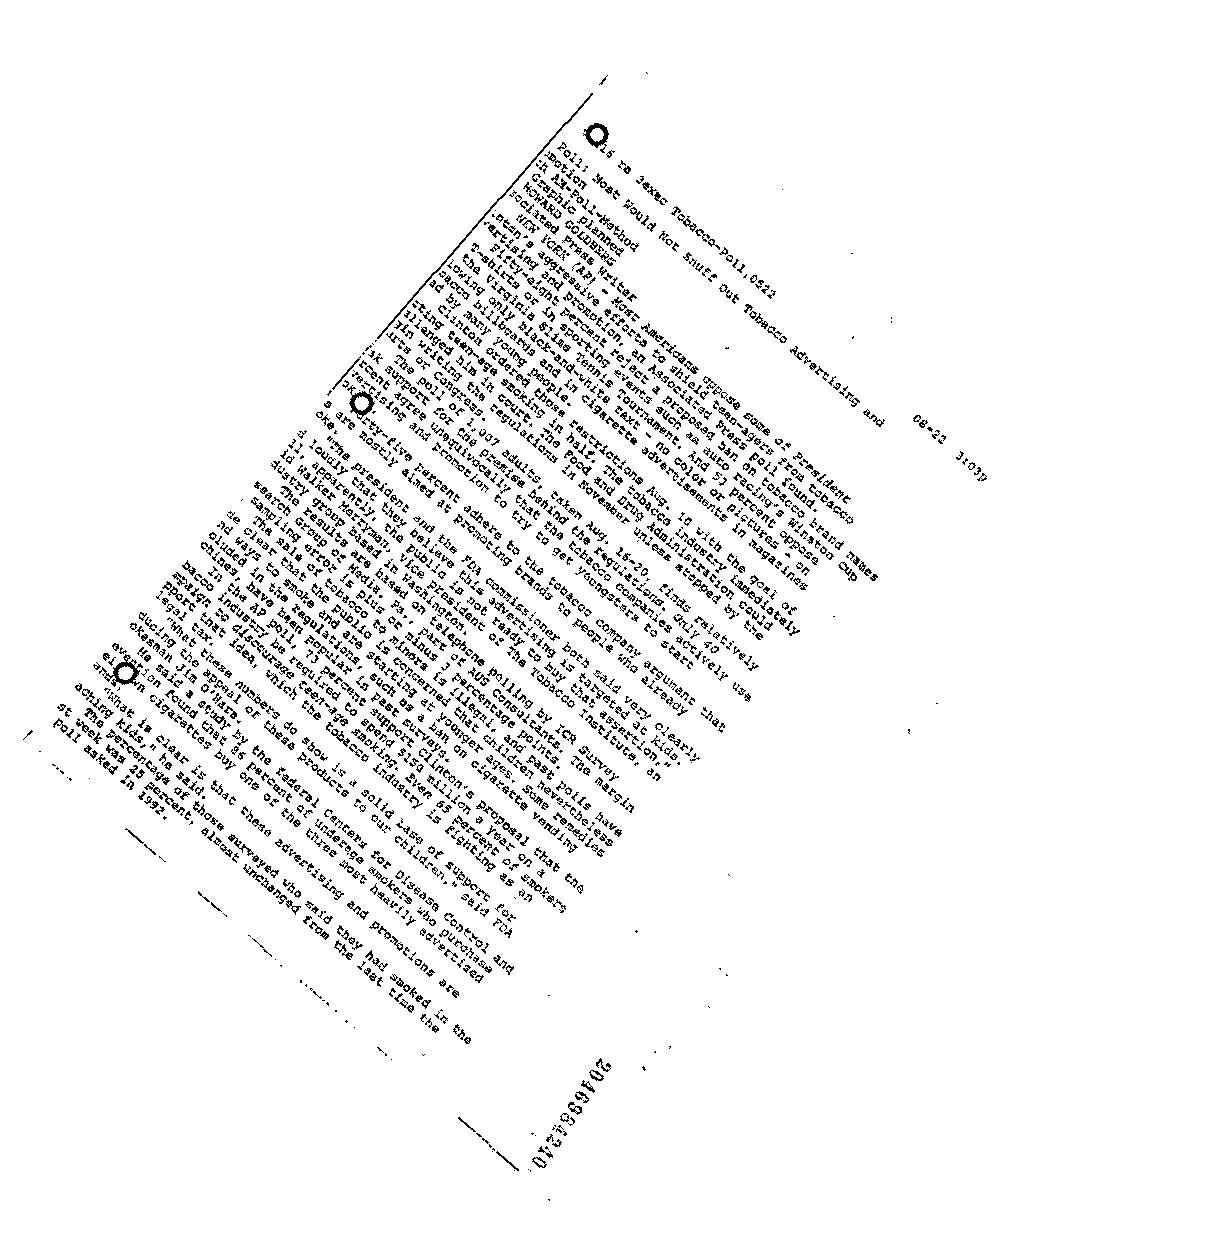 16 ra Tobacco-Poll,0522 08-22 3:03p
Poll: Most Would Not Snuff Out Tobacco Advertising and
motion
th AM-Poll-Method
Graphic planned
HOWARD GOLDBERG
sociated Press Writer
NEW YORK (AP) - Most Americans oppose some of President
inton's aggressive efforts to shield teen-agers from tobacco
vertising and promotion, an Associated Press poll found.
Fifty-eight percent reject a proposed ban on tobacco brand names
T-shirts or in sporting events such as auto racing's Winston Cup
the Virginia Slims Tennis Tournament. And 53 percent oppose
lowing only black-and-white text - no color or pictures - on
bacco billboards and in cigarette advertisements in magazines
ad by many young people.
Clinton ordered those restrictions Aug. 10 with the goal of
tting teen-age smoking in half. The tobacco industry immediately
allenged him in court. The Food and Drug Administration could
gin writing the regulations in November unless stopped by the
urts or Congress.
The poll of 1,007 adults, taken Aug. 16-20, finds relatively
ak support for the premise behind the regulations. Only 40
rcent agree unequivocally that the tobacco companies actively use
vertising and promotion to try to get youngsters to start
oking.
rty-five percent adhere to the tobacco company argument that
s are mostly aimed at promoting brands to people who already
oke.
"The president and the FDA commissioner both said very clearly
d loudly that they believe this advertising is targeted at kids.
ll, apparently, the public is not ready to buy that assertion,"
id Walker Merryman, vice president of The Tobacco Institute, an
dustry group based in Washington.
The results are based on telephone polling by ICR Survey
search Group of Media, Pa., part of AUS Consultants. The margin
sampling error is plus or minus 3 percentage points.
The sale of tobacco to minors is illegal, and past polls have
de clear that the public is concerned that children nevertheless
nd ways to smoke and are starting at younger ages. Some remedies
cluded in the regulations, such as a ban on cigarette vending
chines, have been popular in past surveys.
In the AP poll, 73 percent support Clinton's proposal that the
bacco industry be required to spend $150 million a year on a
mpaign to discourage teen-age smoking. Even 65 percent of smokers
pport that idea, which the tobacco industry is fighting as an
legal tax.
"What these numbers do show is a solid base of support for
ducing the appeal of these products to our children," said FDA
okesman Jim O'Hara.
He said a study by the federal Centers for Disease Control and
evention found that 86 percent of underage smokers who purchase
eir own cigarettes buy one of the three most heavily advertised
ands.
"What is clear is that these advertising and promotions are
aching kids," he said.
The percentage of those surveyed who said they had smoked in the
st week was 25 percent, almost unchanged from the last time the
poll asked in 1992.
2046984240